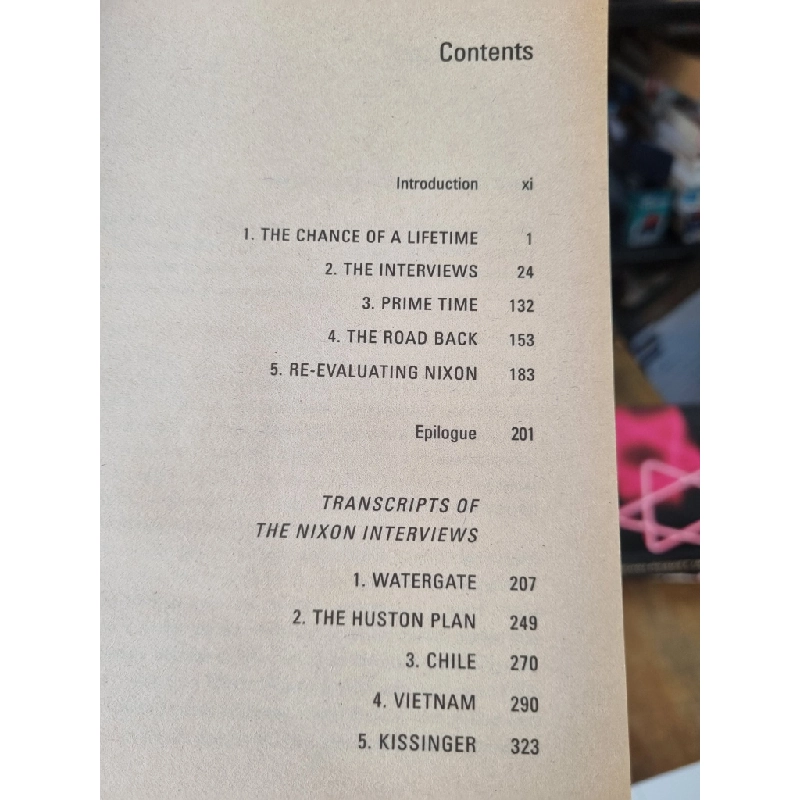 Contents
Introduction xi
1. THE CHANCE OF A LIFETIME 1
2. THE INTERVIEWS 24
3. PRIME TIME 132
4. THE ROAD BACK 153
5. RE-EVALUATING NIXON 183
Epilogue 201
TRANSCRIPTS OF
THE NIXON INTERVIEWS
1. WATERGATE 207
2. THE HUSTON PLAN 249
3. CHILE 270
4. VIETNAM 290
5. KISSINGER 323